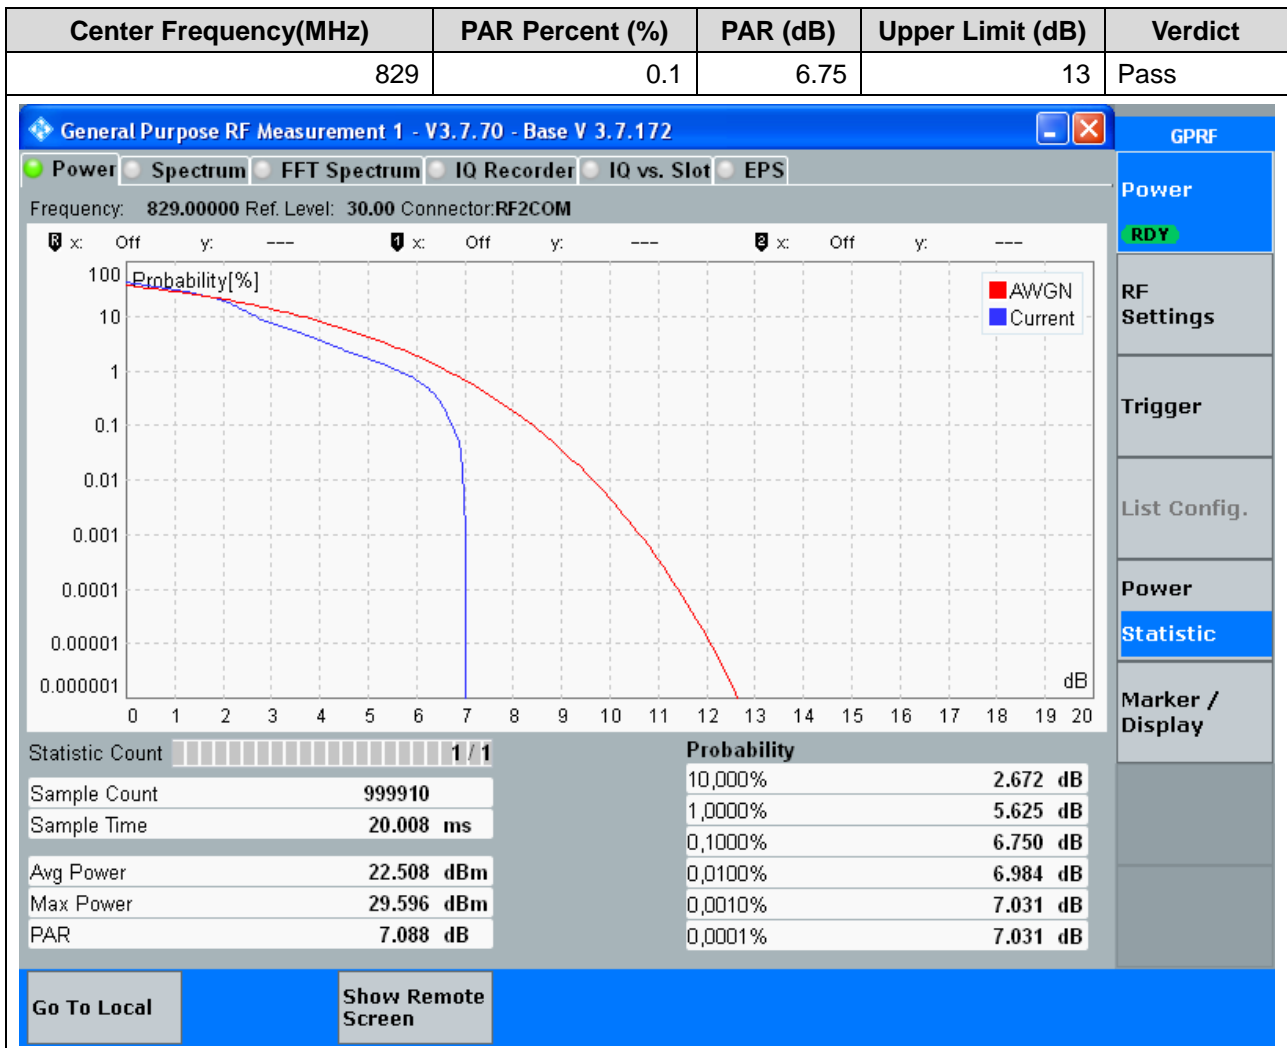 Center Frequency(MHz) PAR Percent (%) PAR (dB) Upper Limit (dB) Verdict
829 0.1 6.75 13 Pass
General Purpose RF Measurement 1 - V3.7.70 - Base V 3.7.172
GPRF
Power Spectrum FFT Spectrum IQ Recorder IQ vs. Slot EPS
Power
RDY
Frequency: 829.00000 Ref. Level: 30.00 Connector:RF2COM
R x: Off y: --- 1 x: Off y: --- 2 x: Off y: ---
Probability[%]
AWGN
Current
100
10
1
0.1
0.01
0.001
0.0001
0.00001
0.000001
dB
0 1 2 3 4 5 6 7 8 9 10 11 12 13 14 15 16 17 18 19 20
RF
Settings
Trigger
List Config.
Power
Statistic
Marker /
Display
Statistic Count 1 / 1
Sample Count 999910
Sample Time 20.008 ms
Avg Power 22.508 dBm
Max Power 29.596 dBm
PAR 7.088 dB
Probability
10,000% 2.672 dB
1,0000% 5.625 dB
0,1000% 6.750 dB
0,0100% 6.984 dB
0,0010% 7.031 dB
0,0001% 7.031 dB
Go To Local
Show Remote
Screen